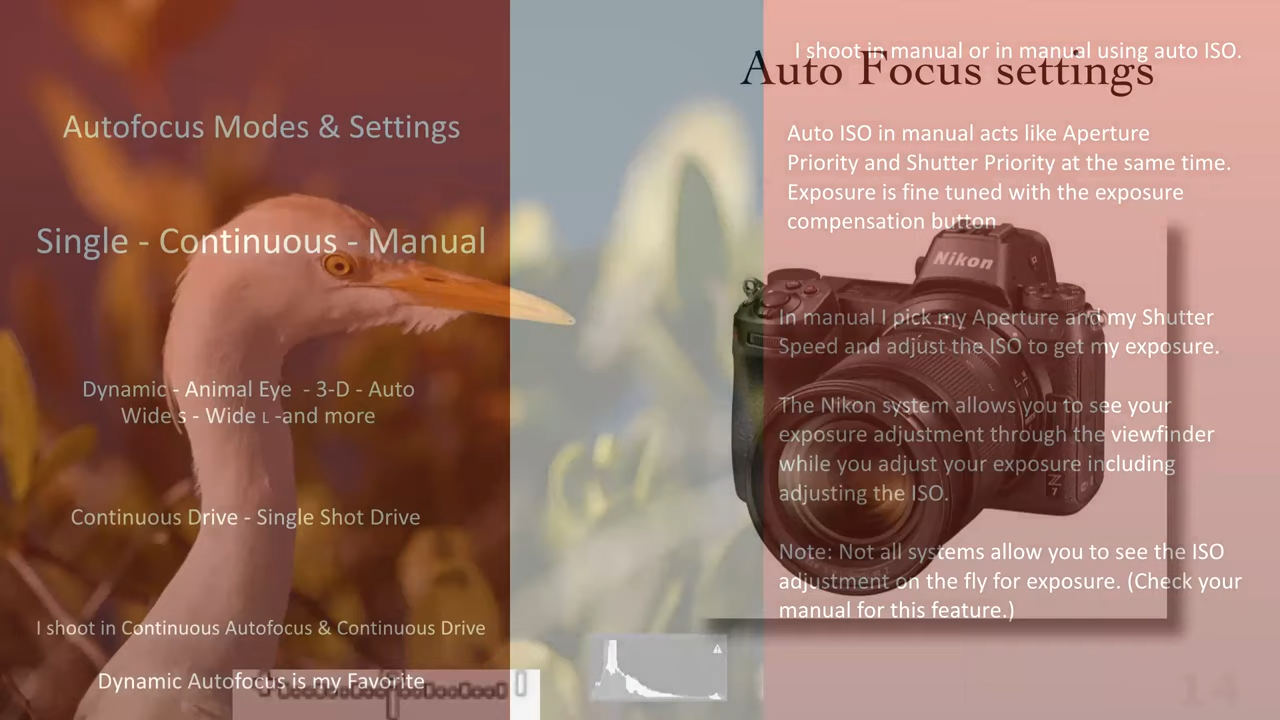 Autofocus Modes & Settings
Single - Continuous - Manual
Dynamic - Animal Eye - 3-D - Auto
Wide s - Wide L -and more
Continuous Drive - Single Shot Drive
I shoot in Continuous Autofocus & Continuous Drive
Dynamic Autofocus is my Favorite
Auto Focus settings
I shoot in manual or in manual using auto ISO.
Auto ISO in manual acts like Aperture
Priority and Shutter Priority at the same time.
Exposure is fine tuned with the exposure
compensation button
In manual I pick my Aperture and my Shutter
Speed and adjust the ISO to get my exposure.
The Nikon system allows you to see your
exposure adjustment through the viewfinder
while you adjust your exposure including
adjusting the ISO.
Note: Not all systems allow you to see the ISO
adjustment on the fly for exposure. (Check your
manual for this feature.)
Nikon
Z
14